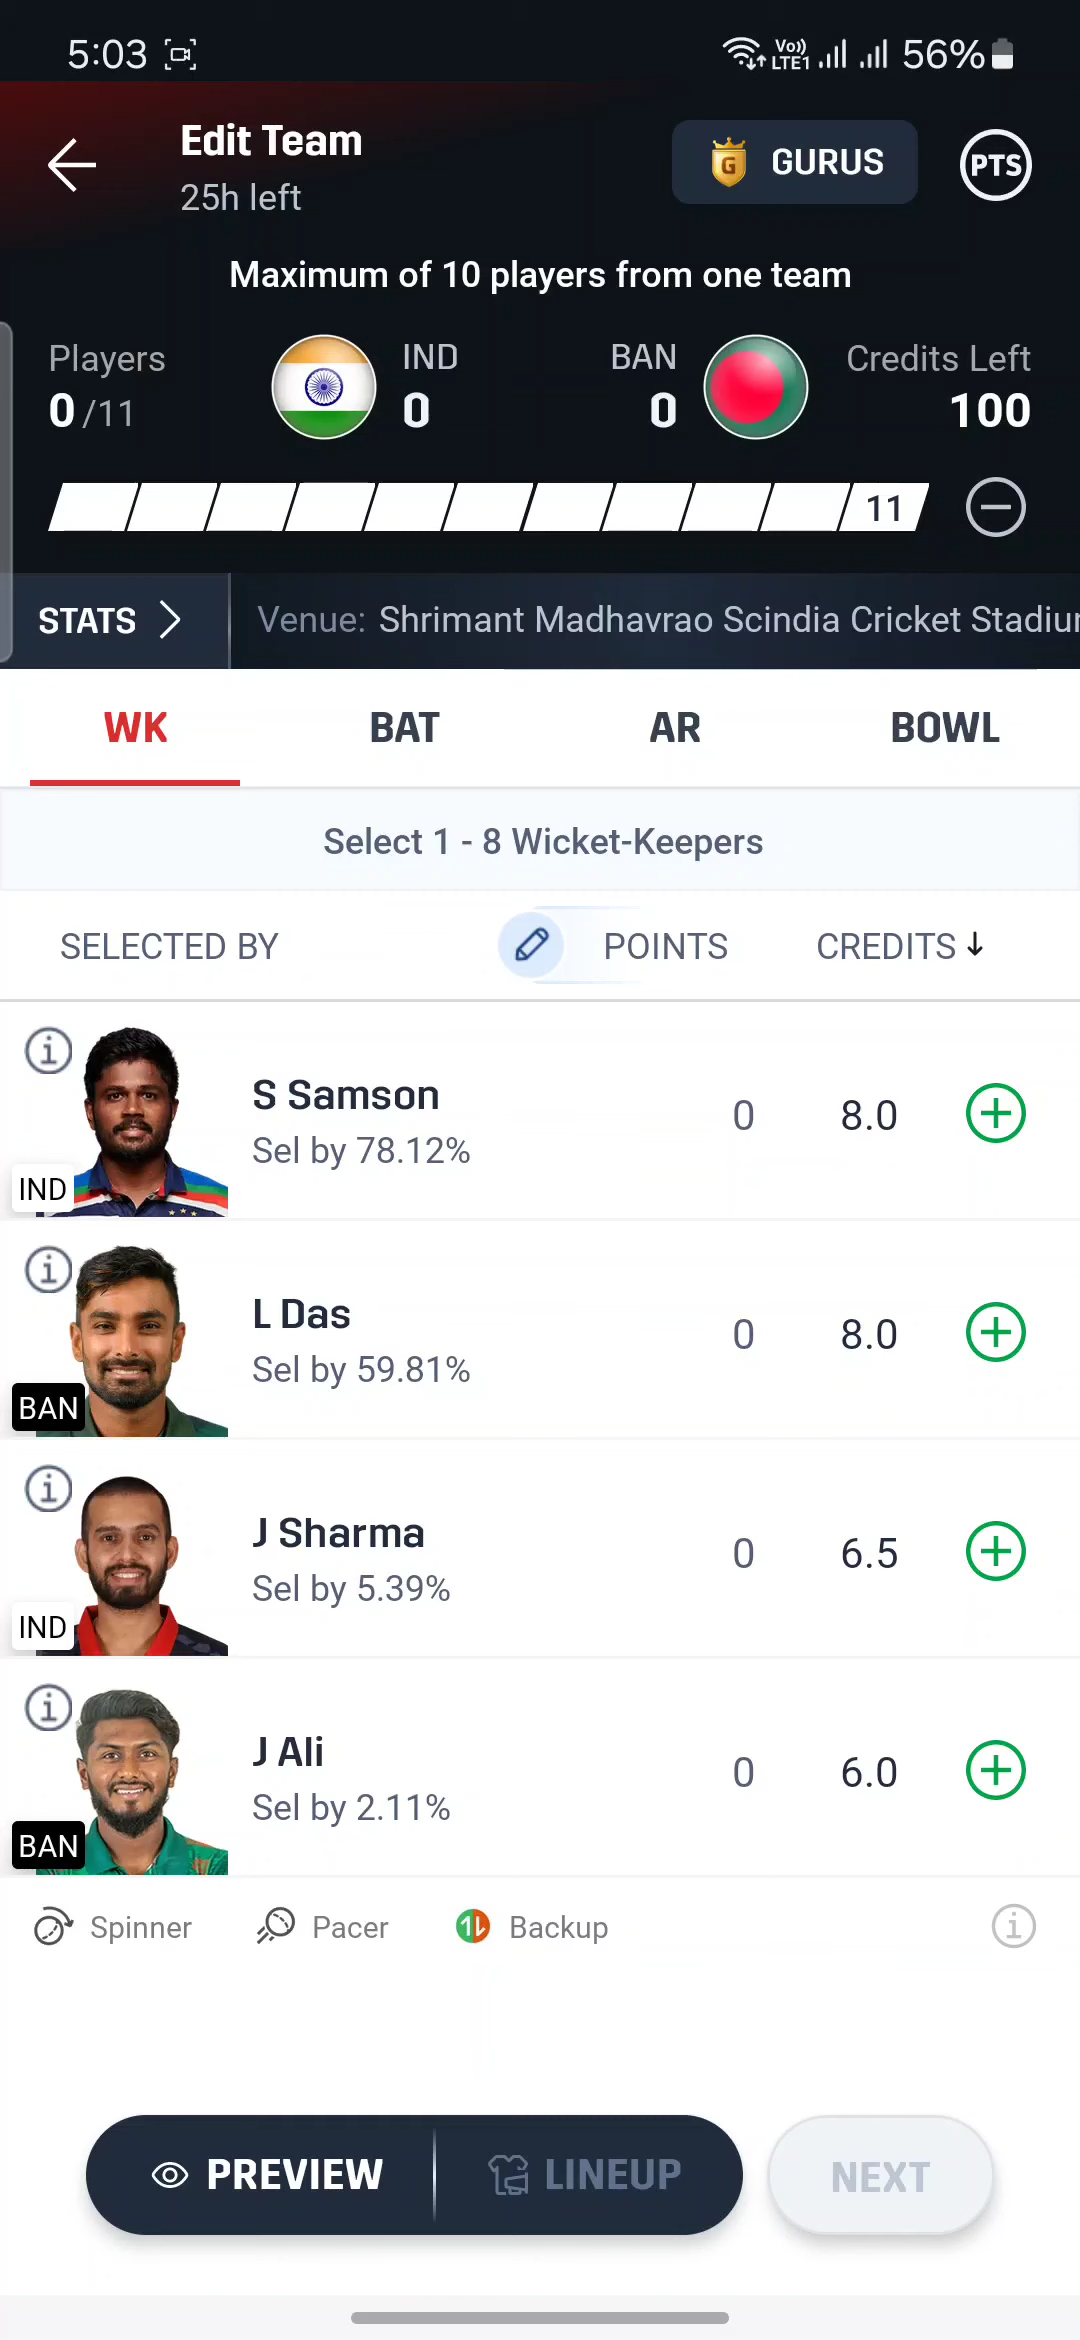 5:03 Vo)) LTE1 56%
Edit Team
25h left
G GURUS
PTS
Maximum of 10 players from one team
Players
0/11
IND
0
BAN
0
Credits Left
100
11
STATS
Venue: Shrimant Madhavrao Scindia Cricket Stadiu
WK BAT AR BOWL
Select 1 - 8 Wicket-Keepers
SELECTED BY POINTS CREDITS
S Samson
Sel by 78.12%
0 8.0
IND
L Das
Sel by 59.81%
0 8.0
BAN
J Sharma
Sel by 5.39%
0 6.5
IND
J Ali
Sel by 2.11%
0 6.0
BAN
Spinner Pacer Backup
PREVIEW LINEUP NEXT